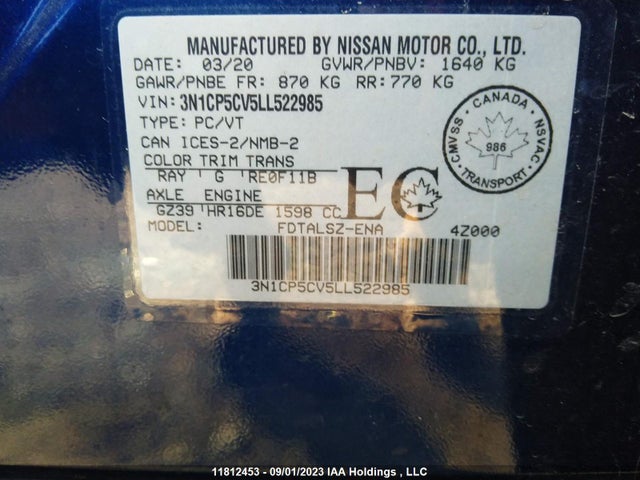 MANUFACTURED BY NISSAN MOTOR CO., LTD.
DATE: 03/20 GVWR/PNBV: 1640 KG
GAWR/PNBE FR: 870 KG RR: 770 KG
VIN: 3N1CP5CV5LL522985
TYPE: PC/VT
CAN ICES-2/NMB-2
COLOR TRIM TRANS
RAY ' G 'RE0F11B
AXLE ENGINE
GZ39 'HR16DE 1598 CC
EC
MODEL: FDTALSZ-ENA 4Z000
3N1CP5CV5LL522985
CMVSS · CANADA · NSVAC
986
TRANSPORT
11812453 - 09/01/2023 IAA Holdings , LLC